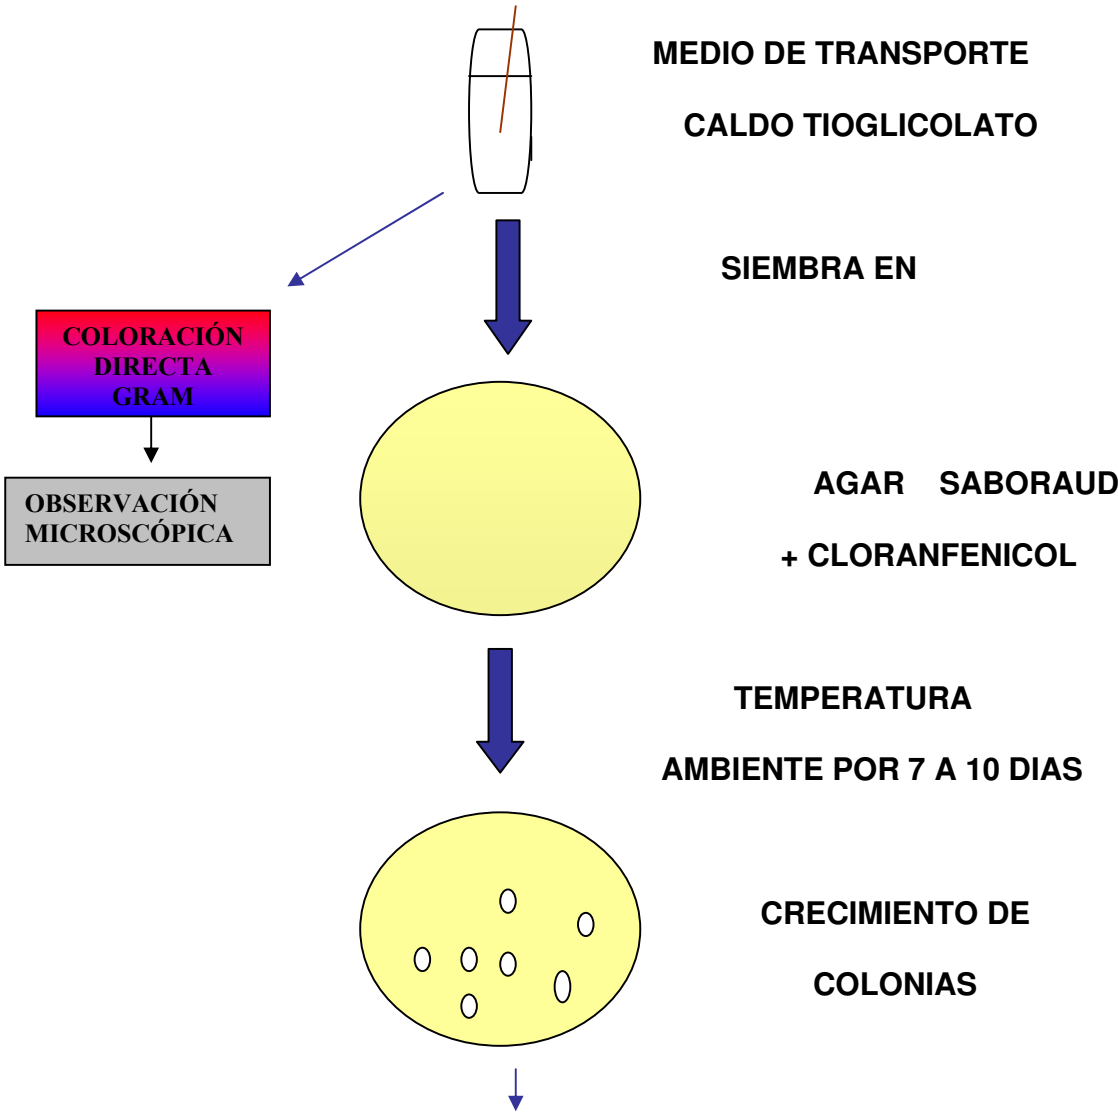 MEDIO DE TRANSPORTE
CALDO TIOGLICOLATO
SIEMBRA EN
COLORACIÓN
DIRECTA
GRAM
OBSERVACIÓN
MICROSCÓPICA
AGAR SABORAUD
+ CLORANFENICOL
TEMPERATURA
AMBIENTE POR 7 A 10 DIAS
CRECIMIENTO DE
COLONIAS